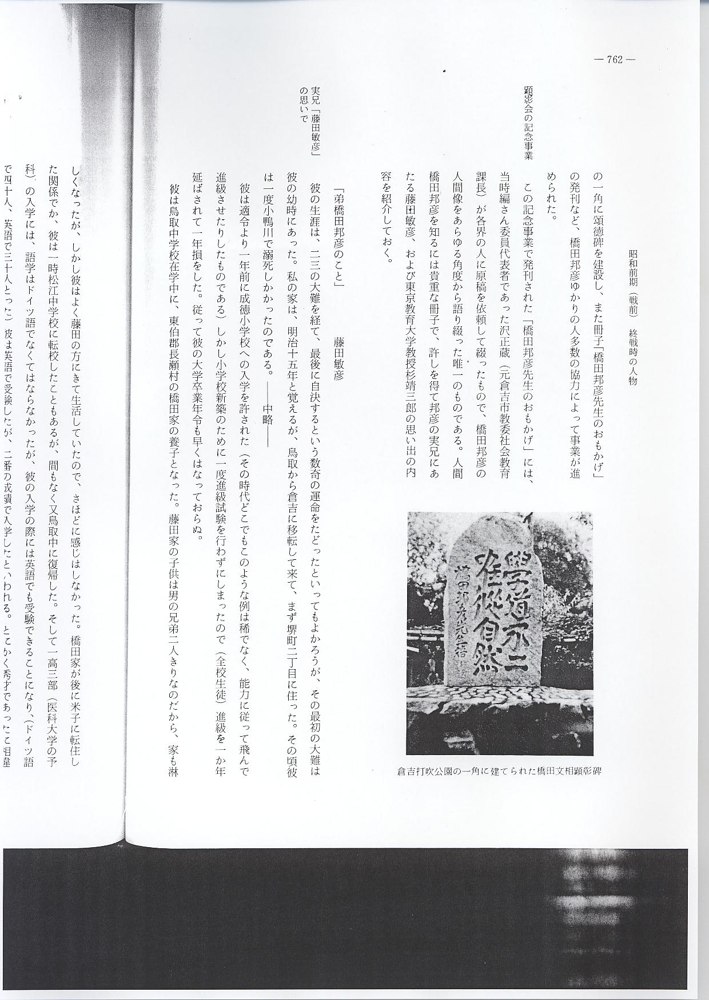 — 762 —
昭和前期（戦前） 終戦時の人物
の一角に頌徳碑を建設し、また冊子「橋田邦彦先生のおもかげ」
の発刊など、橋田邦彦ゆかりの人多数の協力によって事業が進
められた。
顕影会の記念事業
この記念事業で発刊された「橋田邦彦先生のおもかげ」には、
当時編さん委員代表者であった沢正蔵（元倉吉市教委社会教育
課長）が各界の人に原稿を依頼して綴ったもので、橋田邦彦の
人間像をあらゆる角度から語り綴った唯一のものである。人間
橋田邦彦を知るには貴重な冊子で、許しを得て邦彦の実兄にあ
たる藤田敏彦、および東京教育大学教授杉靖三郎の思い出の内
容を紹介しておく。
學道不二
唯從自然
橋田邦彦先生
倉吉打吹公園の一角に建てられた橋田文相顕彰碑
「弟橋田邦彦のこと」 藤田敏彦
実兄「藤田敏彦」
の思いで
彼の生涯は、二三の大難を経て、最後に自決するという数奇の運命をたどったといってもよかろうが、その最初の大難は
彼の幼時にあった。私の家は、明治十五年と覚えるが、鳥取から倉吉に移転して来て、まず堺町二丁目に住った。その頃彼
は一度小鴨川で溺死しかかったのである。――中略――
彼は適令より一年前に成徳小学校への入学を許された（その時代どこでもこのような例は稀でなく、能力に従って飛んで
進級させたりしたものである）しかし小学校新築のために一度進級試験を行わずにしまったので（全校生徒）進級を一か年
延ばされて一年損をした。従って彼の大学卒業年令も早くはなっておらぬ。
彼は鳥取中学校在学中に、東伯郡長瀬村の橋田家の養子となった。藤田家の子供は男の兄弟二人きりなのだから、家も淋
しくなったが、しかし彼はよく藤田の方にきて生活していたので、さほどに感じはしなかった。橋田家が後に米子に転住し
た関係でか、彼は一時松江中学校に転校したこともあるが、間もなく又鳥取中に復帰した。そして一高三部（医科大学の予
科）の入学には、語学はドイツ語でなくてはならなかったが、彼の入学の際には英語でも受験できることになり、（ドイツ語
で四十人、英語で三十人とった）彼は英語で受験したが、二番の成績で入学したといわれる。とにかく秀才であったに相違